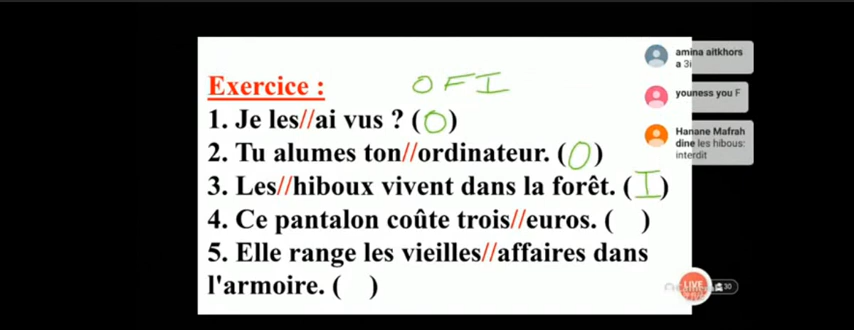 Exercice : O F I
1. Je les//ai vus ? (O)
2. Tu alumes ton//ordinateur. (O)
3. Les//hiboux vivent dans la forêt. (I)
4. Ce pantalon coûte trois//euros. ( )
5. Elle range les vieilles//affaires dans
l'armoire. ( )
amina aitkhors
a 3i
youness you F
Hanane Mafrah
dine les hibous:
interdit
LIVE
30